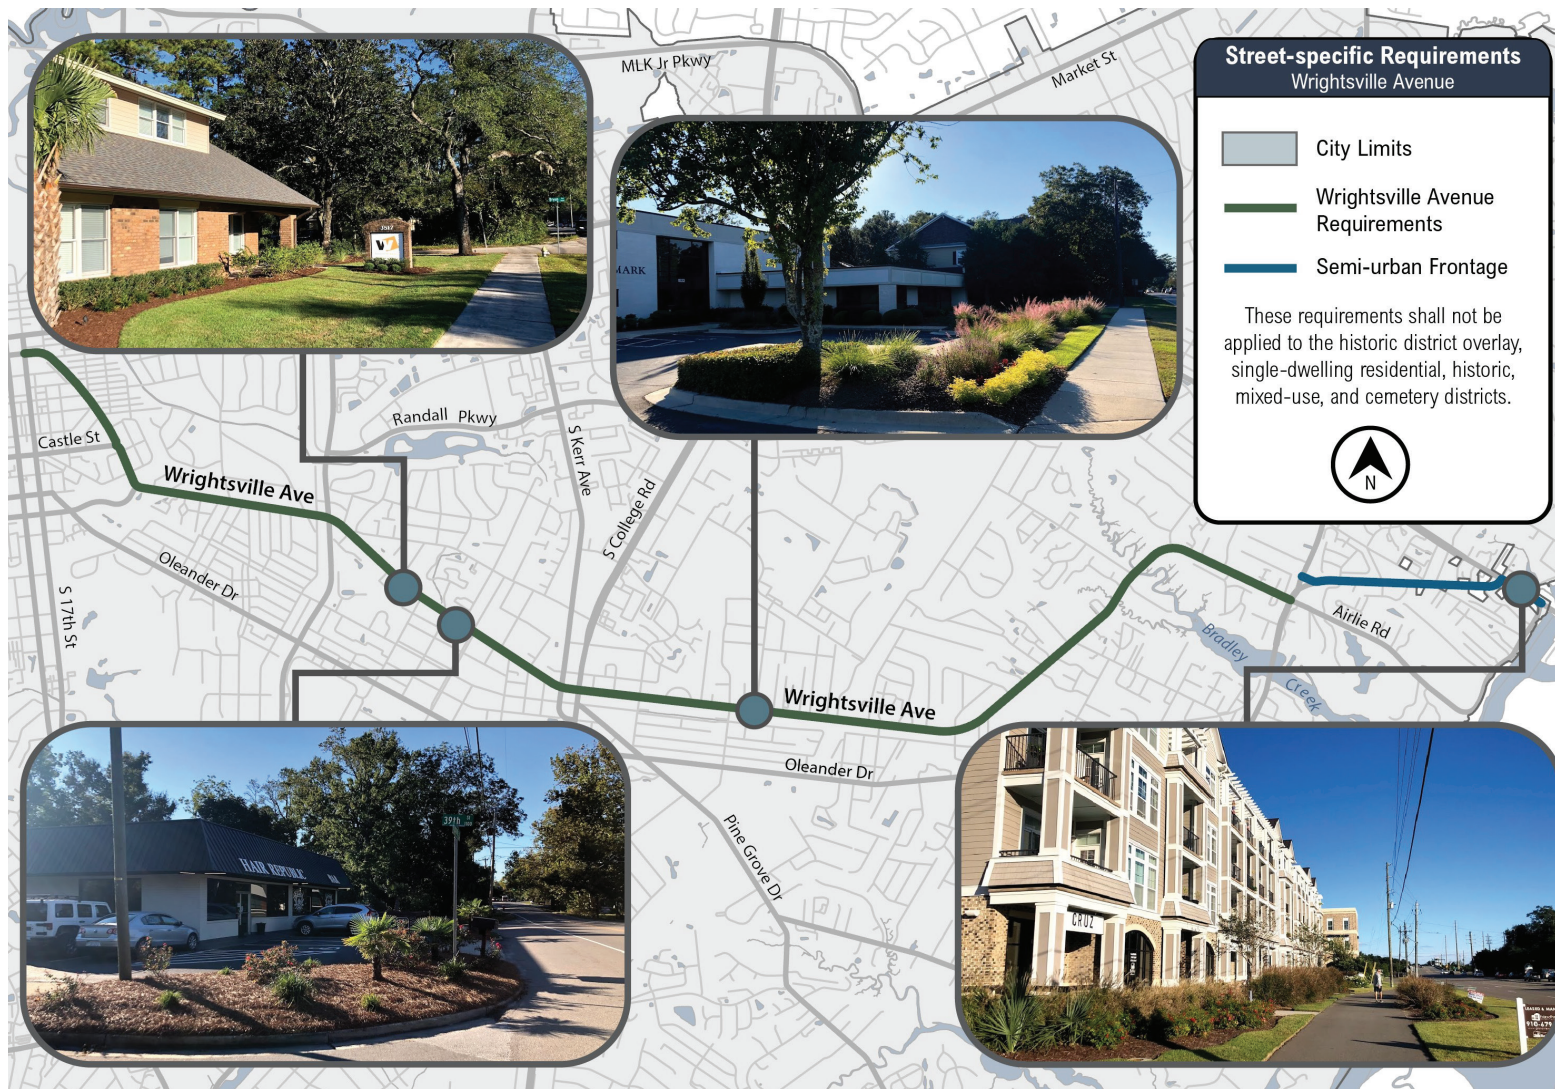 MLK Jr Pkwy
Market St
Street-specific Requirements
Wrightsville Avenue
City Limits
Wrightsville Avenue
Requirements
Semi-urban Frontage
These requirements shall not be
applied to the historic district overlay,
single-dwelling residential, historic,
mixed-use, and cemetery districts.
N
3517
MARK
Castle St
Randall Pkwy
S Kerr Ave
S College Rd
Wrightsville Ave
Oleander Dr
S 17th St
Airlie Rd
Bradley
Creek
Wrightsville Ave
Oleander Dr
Pine Grove Dr
39th
HAIR REPUBLIC
CRUZ
910-679